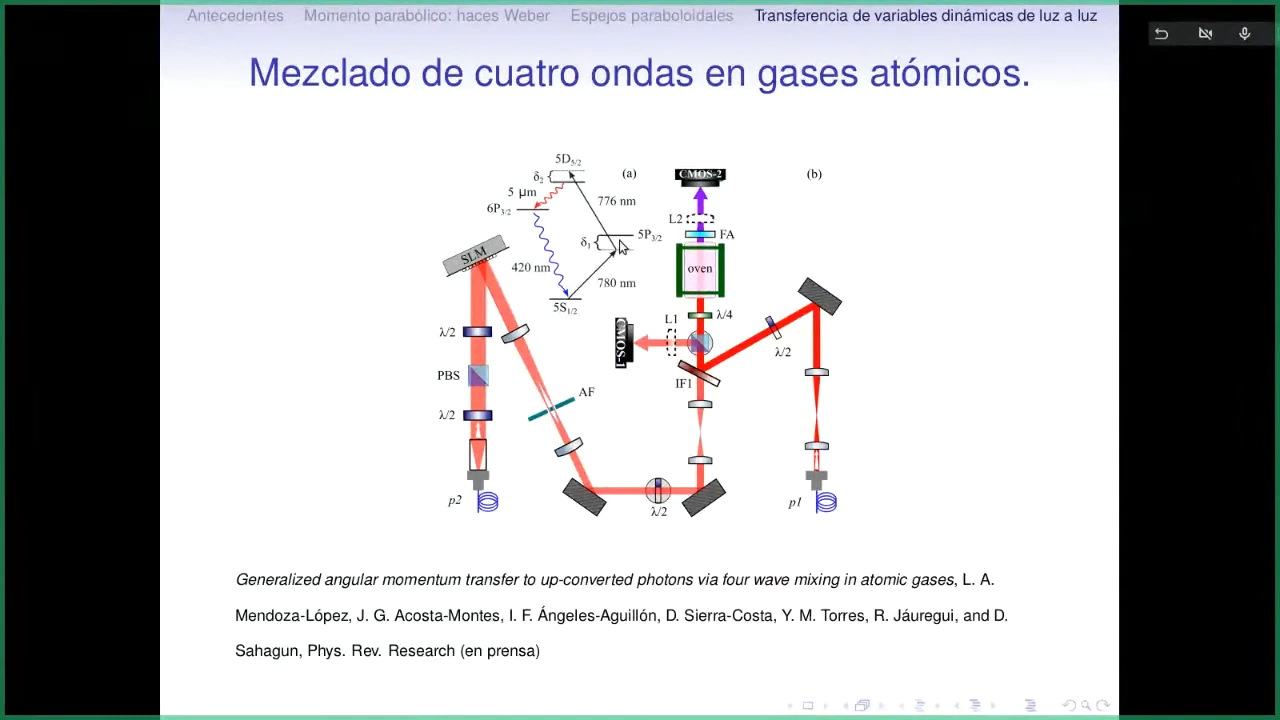 Antecedentes Momento parabólico: haces Weber Espejos paraboloidales Transferencia de variables dinámicas de luz a luz
Mezclado de cuatro ondas en gases atómicos.
5D5/2
δ2
(a)
5 μm
776 nm
6P3/2
5P3/2
δ1
420 nm
780 nm
5S1/2
CMOS-2
(b)
L2
FA
oven
SLM
λ/4
L1
CMOS-1
λ/2
λ/2
PBS
IF1
AF
λ/2
p2
λ/2
p1
Generalized angular momentum transfer to up-converted photons via four wave mixing in atomic gases, L. A.
Mendoza-López, J. G. Acosta-Montes, I. F. Ángeles-Aguillón, D. Sierra-Costa, Y. M. Torres, R. Jáuregui, and D.
Sahagun, Phys. Rev. Research (en prensa)